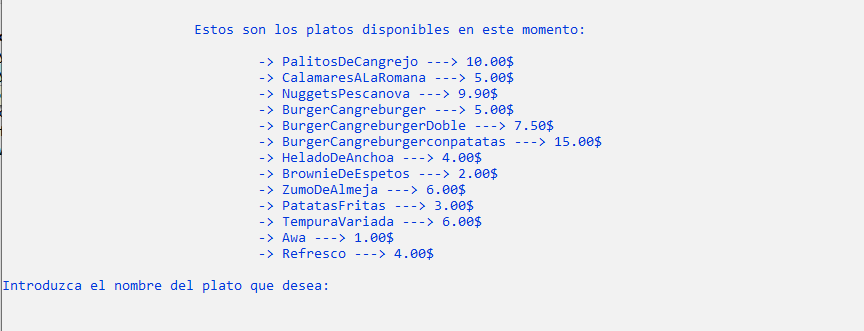 Estos son los platos disponibles en este momento:
-> PalitosDeCangrejo ---> 10.00$
-> CalamaresALaRomana ---> 5.00$
-> NuggetsPescanova ---> 9.90$
-> BurgerCangreburger ---> 5.00$
-> BurgerCangreburgerDoble ---> 7.50$
-> BurgerCangreburgerconpatatas ---> 15.00$
-> HeladoDeAnchoa ---> 4.00$
-> BrownieDeEspetos ---> 2.00$
-> ZumoDeAlmeja ---> 6.00$
-> PatatasFritas ---> 3.00$
-> TempuraVariada ---> 6.00$
-> Awa ---> 1.00$
-> Refresco ---> 4.00$
Introduzca el nombre del plato que desea: